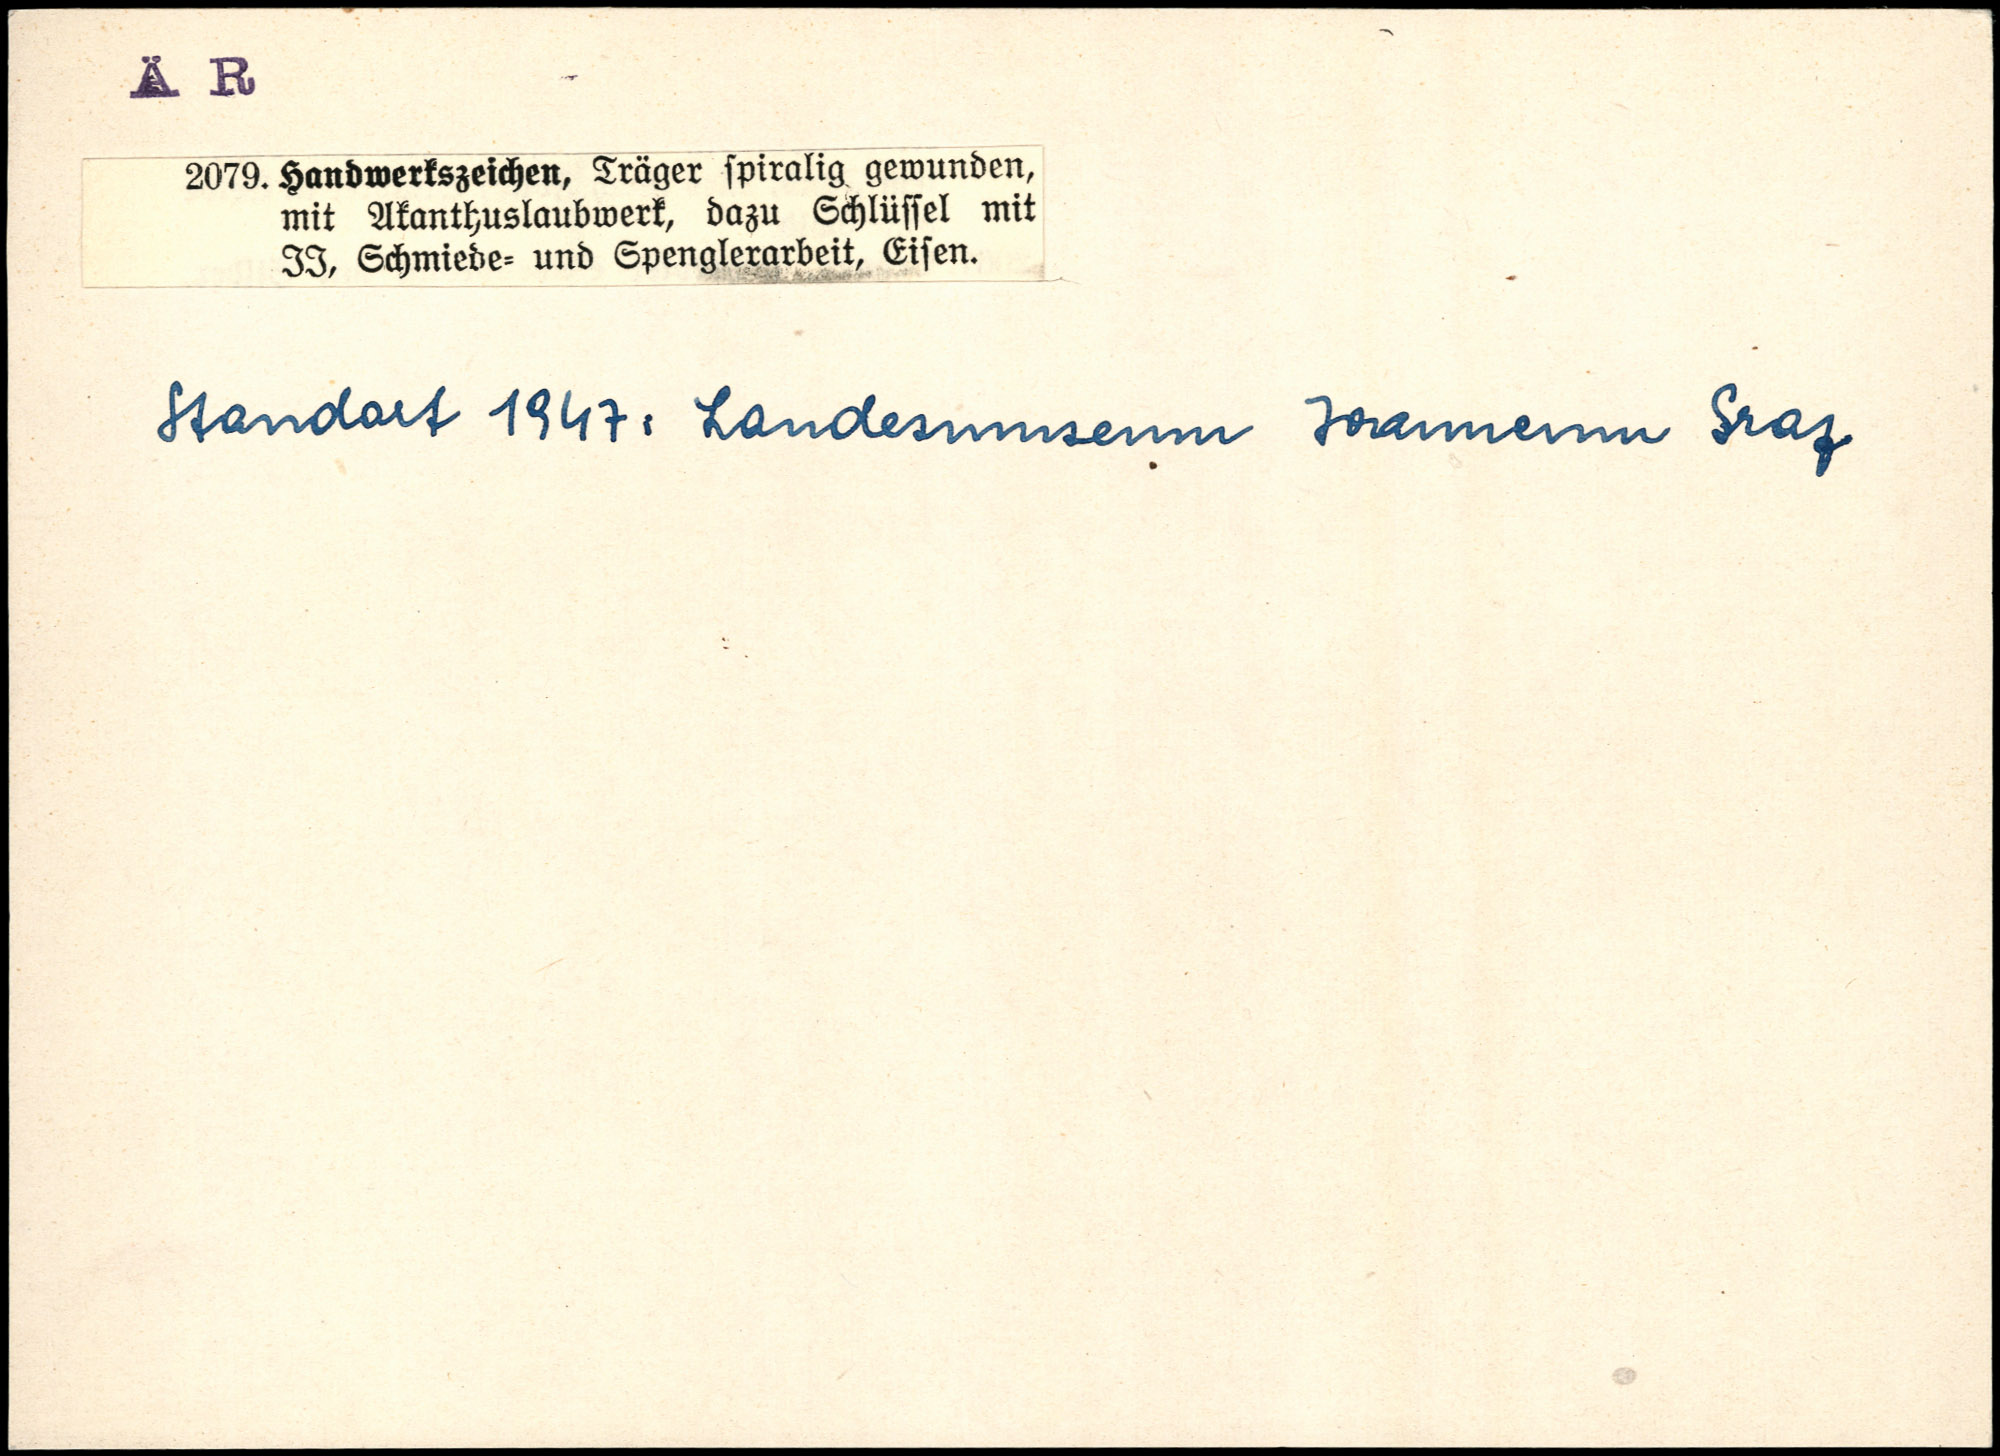 Ä R
2079. Handwerkszeichen, Träger ſpiralig gewunden,
mit Akanthuslaubwerk, dazu Schlüſſel mit
JJ, Schmiede- und Spenglerarbeit, Eiſen.
Standort 1947: Landesmuseum Joanneum Graz